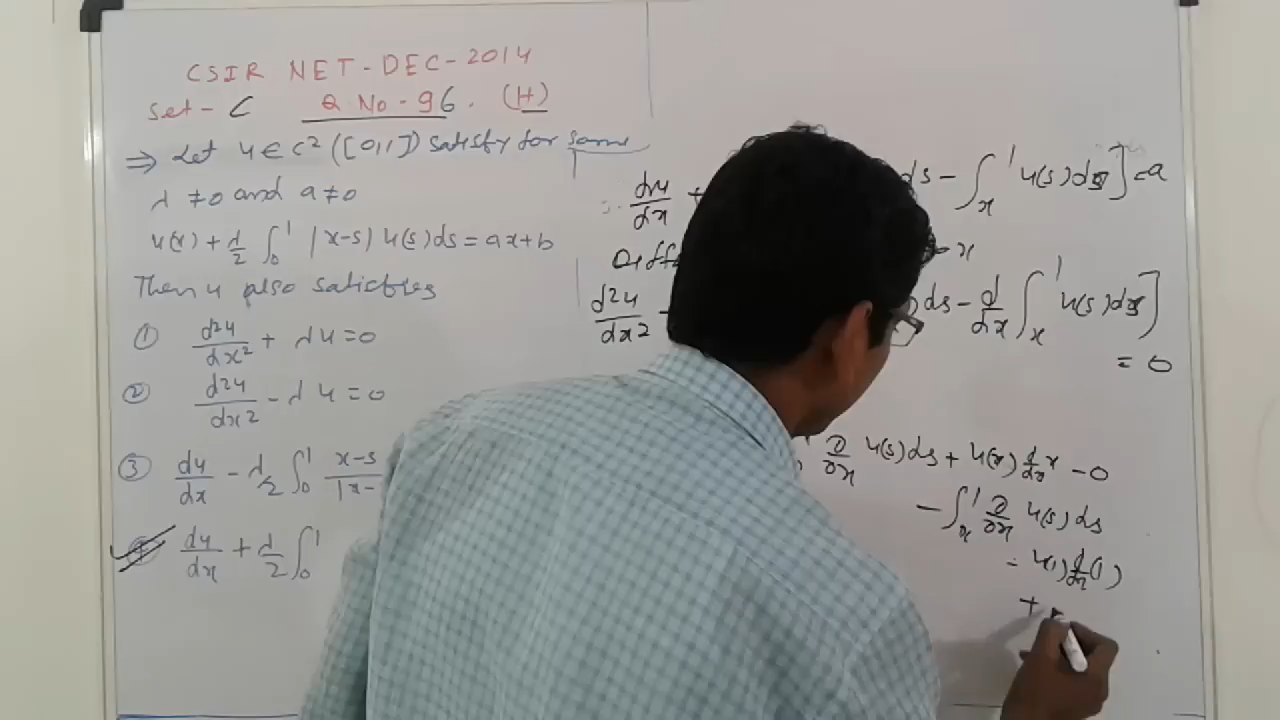 CSIR NET-DEC-2014
Set-C Q No-96. (H)
⇒ Let u ∈ C² ([0,1]) satisfy for some
λ ≠ 0 and a ≠ 0
u(x) + λ/2 ∫₀¹ |x-s| u(s) ds = ax+b
Then u also satisfies
① d²u/dx² + λu = 0
② d²u/dx² - λu = 0
③ du/dx - λ/2 ∫₀¹ x-s/|x-
du/dx + λ/2 ∫₀¹
∴ du/dx + ds - ∫ₓ¹ u(s) ds] = a
Diff x
d²u/dx² - ds - d/dx ∫ₓ¹ u(s) ds]
= 0
∂/∂x u(s) ds + u(x) d/dx x - 0
- ∫ₓ¹ ∂/∂x u(s) ds
= u(1) d/dx (1)
+